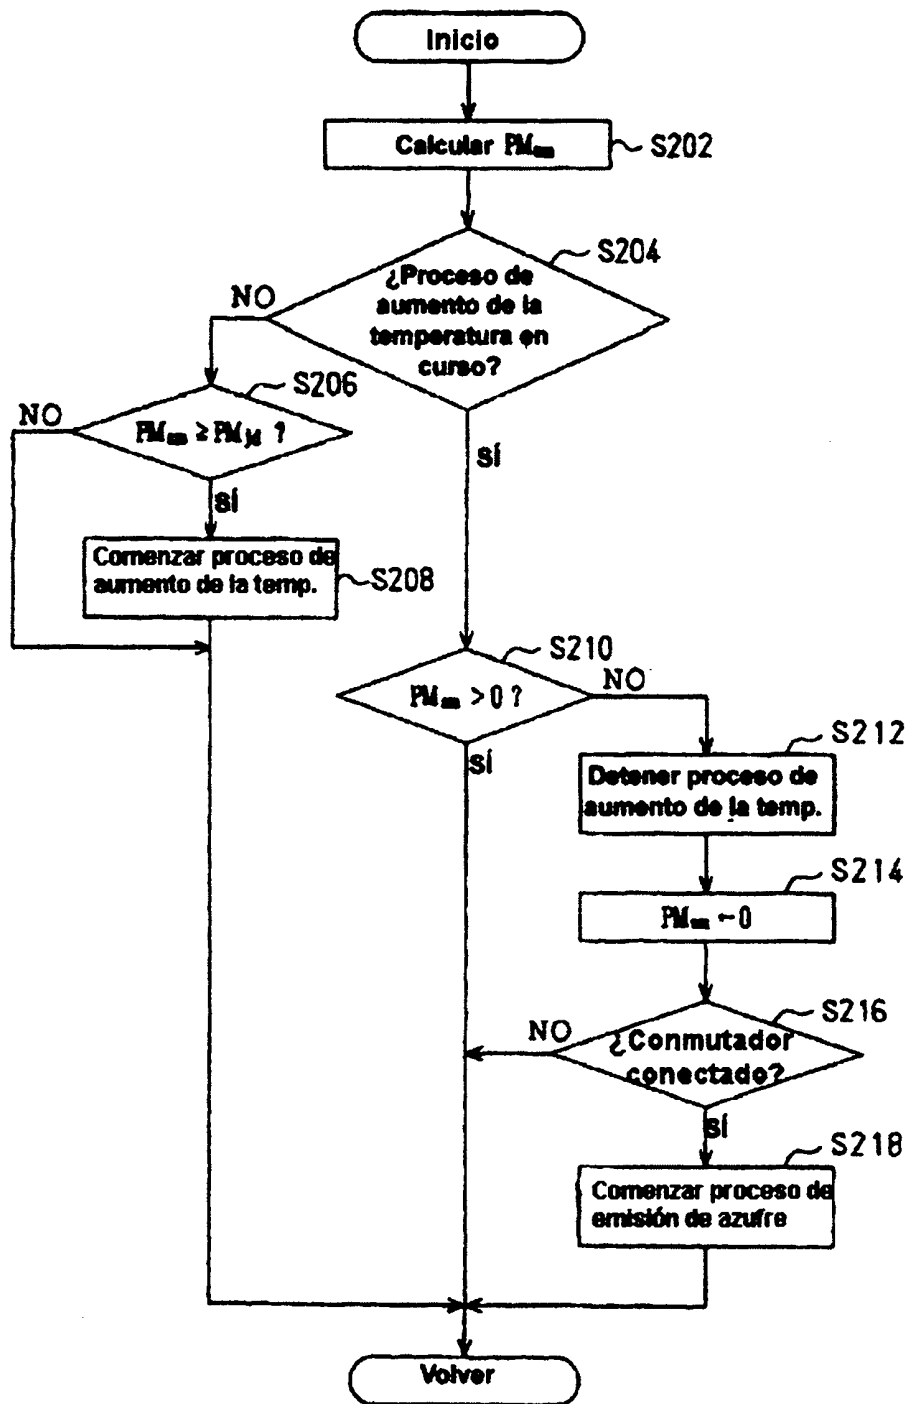 Inicio
Calcular PMsm
S202
S204
¿Proceso de
aumento de la
temperatura en
curso?
NO
S206
NO
PMsm ≥ PMjd ?
SÍ
SÍ
Comenzar proceso de
aumento de la temp.
S208
S210
PMsm > 0 ?
NO
SÍ
S212
Detener proceso de
aumento de la temp.
S214
PMsm ← 0
S216
NO
¿Conmutador
conectado?
SÍ
S218
Comenzar proceso de
emisión de azufre
Volver